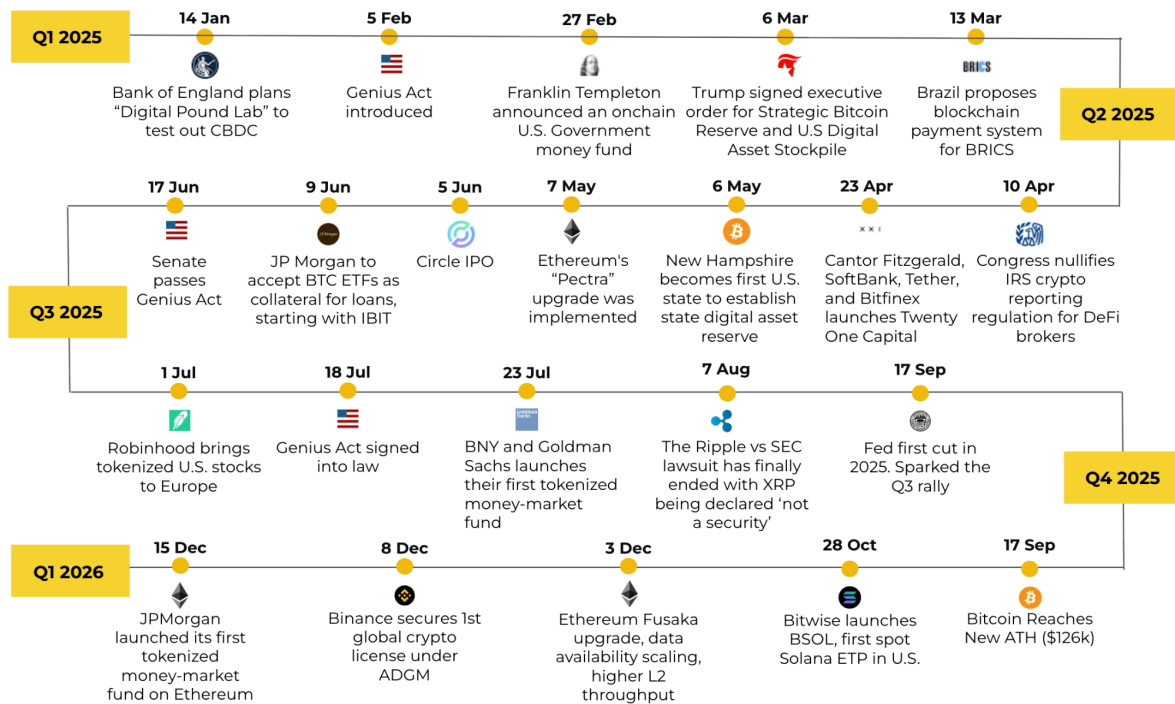 Q1 2025
14 Jan
Bank of England plans
“Digital Pound Lab” to
test out CBDC
5 Feb
Genius Act
introduced
27 Feb
Franklin Templeton
announced an onchain
U.S. Government
money fund
6 Mar
Trump signed executive
order for Strategic Bitcoin
Reserve and U.S Digital
Asset Stockpile
13 Mar
BRICS
Brazil proposes
blockchain
payment system
for BRICS
Q2 2025
10 Apr
Congress nullifies
IRS crypto
reporting
regulation for DeFi
brokers
23 Apr
X X I
Cantor Fitzgerald,
SoftBank, Tether,
and Bitfinex
launches Twenty
One Capital
6 May
New Hampshire
becomes first U.S.
state to establish
state digital asset
reserve
7 May
Ethereum's
“Pectra”
upgrade was
implemented
5 Jun
Circle IPO
9 Jun
J.P.Morgan
JP Morgan to
accept BTC ETFs as
collateral for loans,
starting with IBIT
17 Jun
Senate
passes
Genius Act
Q3 2025
1 Jul
Robinhood brings
tokenized U.S. stocks
to Europe
18 Jul
Genius Act signed
into law
23 Jul
Goldman
Sachs
BNY and Goldman
Sachs launches
their first tokenized
money-market
fund
7 Aug
The Ripple vs SEC
lawsuit has finally
ended with XRP
being declared ‘not
a security’
17 Sep
Fed first cut in
2025. Sparked the
Q3 rally
Q4 2025
17 Sep
Bitcoin Reaches
New ATH ($126k)
28 Oct
Bitwise launches
BSOL, first spot
Solana ETP in U.S.
3 Dec
Ethereum Fusaka
upgrade, data
availability scaling,
higher L2
throughput
8 Dec
Binance secures 1st
global crypto
license under
ADGM
15 Dec
JPMorgan
launched its first
tokenized
money-market
fund on Ethereum
Q1 2026